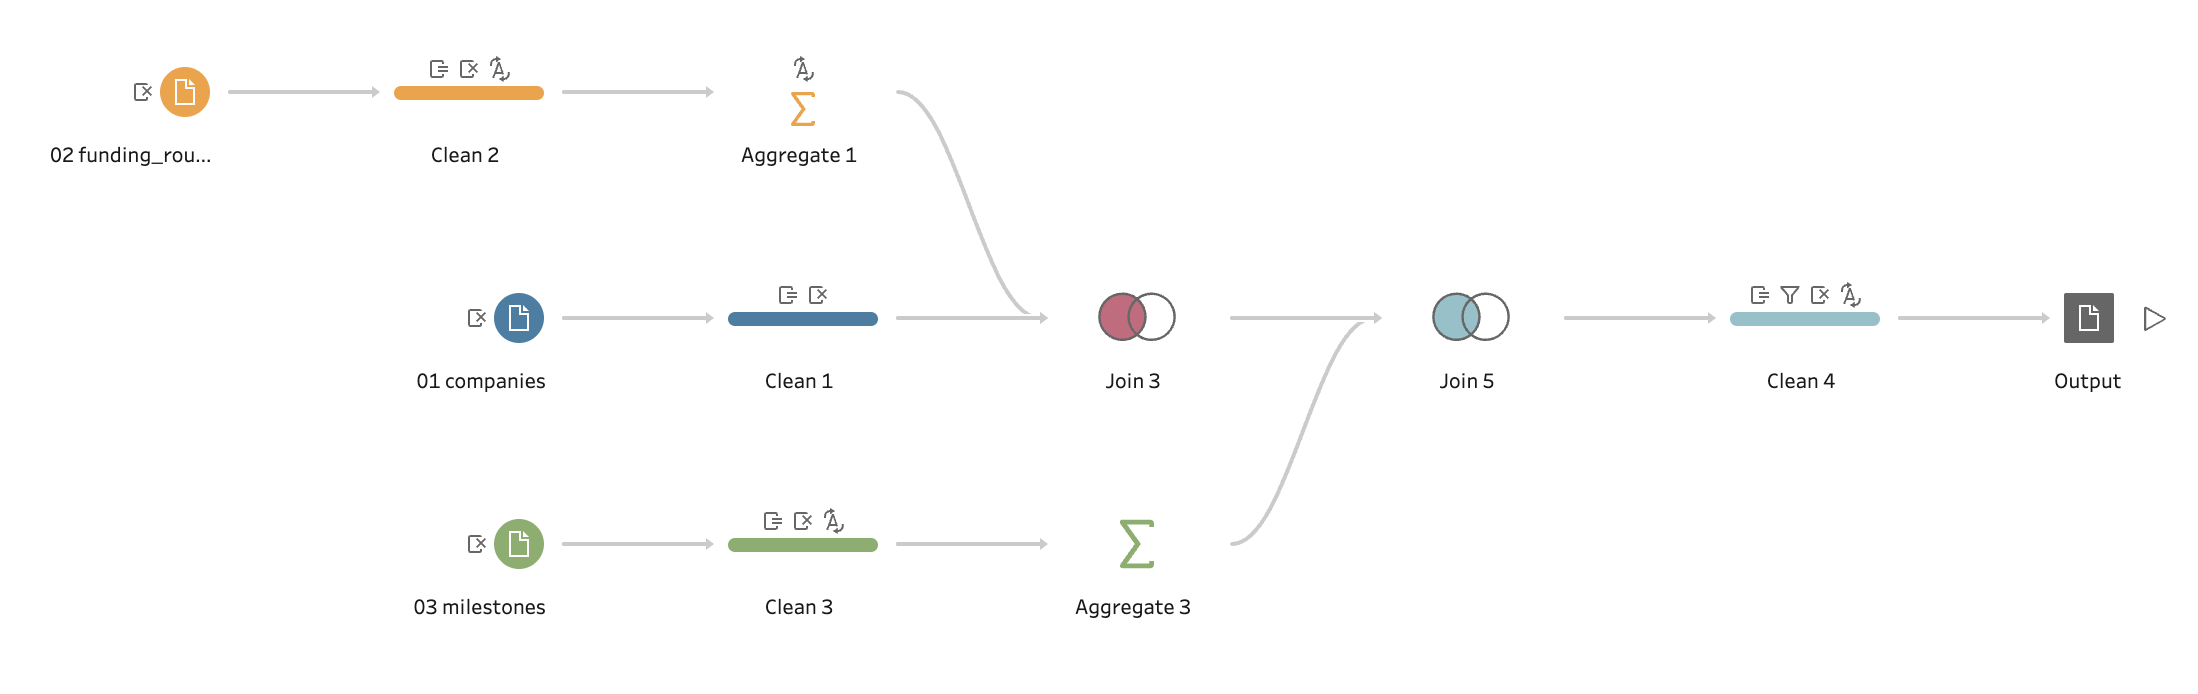 02 funding_rou...
Clean 2
Aggregate 1
01 companies
Clean 1
Join 3
Join 5
Clean 4
Output
03 milestones
Clean 3
Aggregate 3